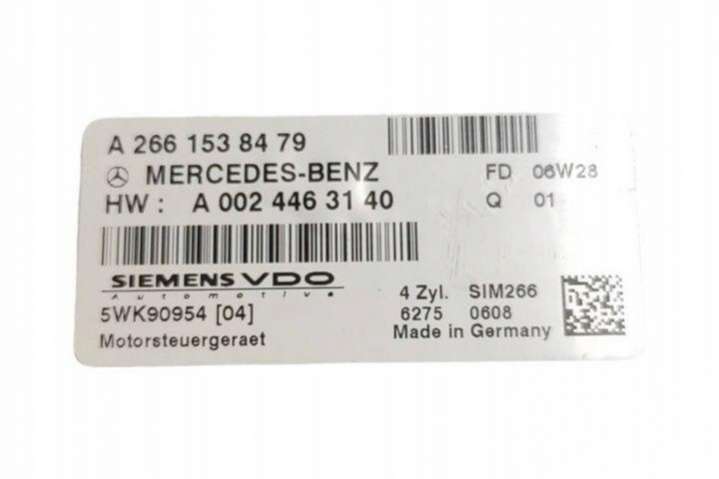 A 266 153 84 79
MERCEDES-BENZ FD 06W28
HW : A 002 446 31 40 Q 01
SIEMENS VDO
Automotive
5WK90954 [04] 4 Zyl. SIM266
6275 0608
Motorsteuergeraet Made in Germany